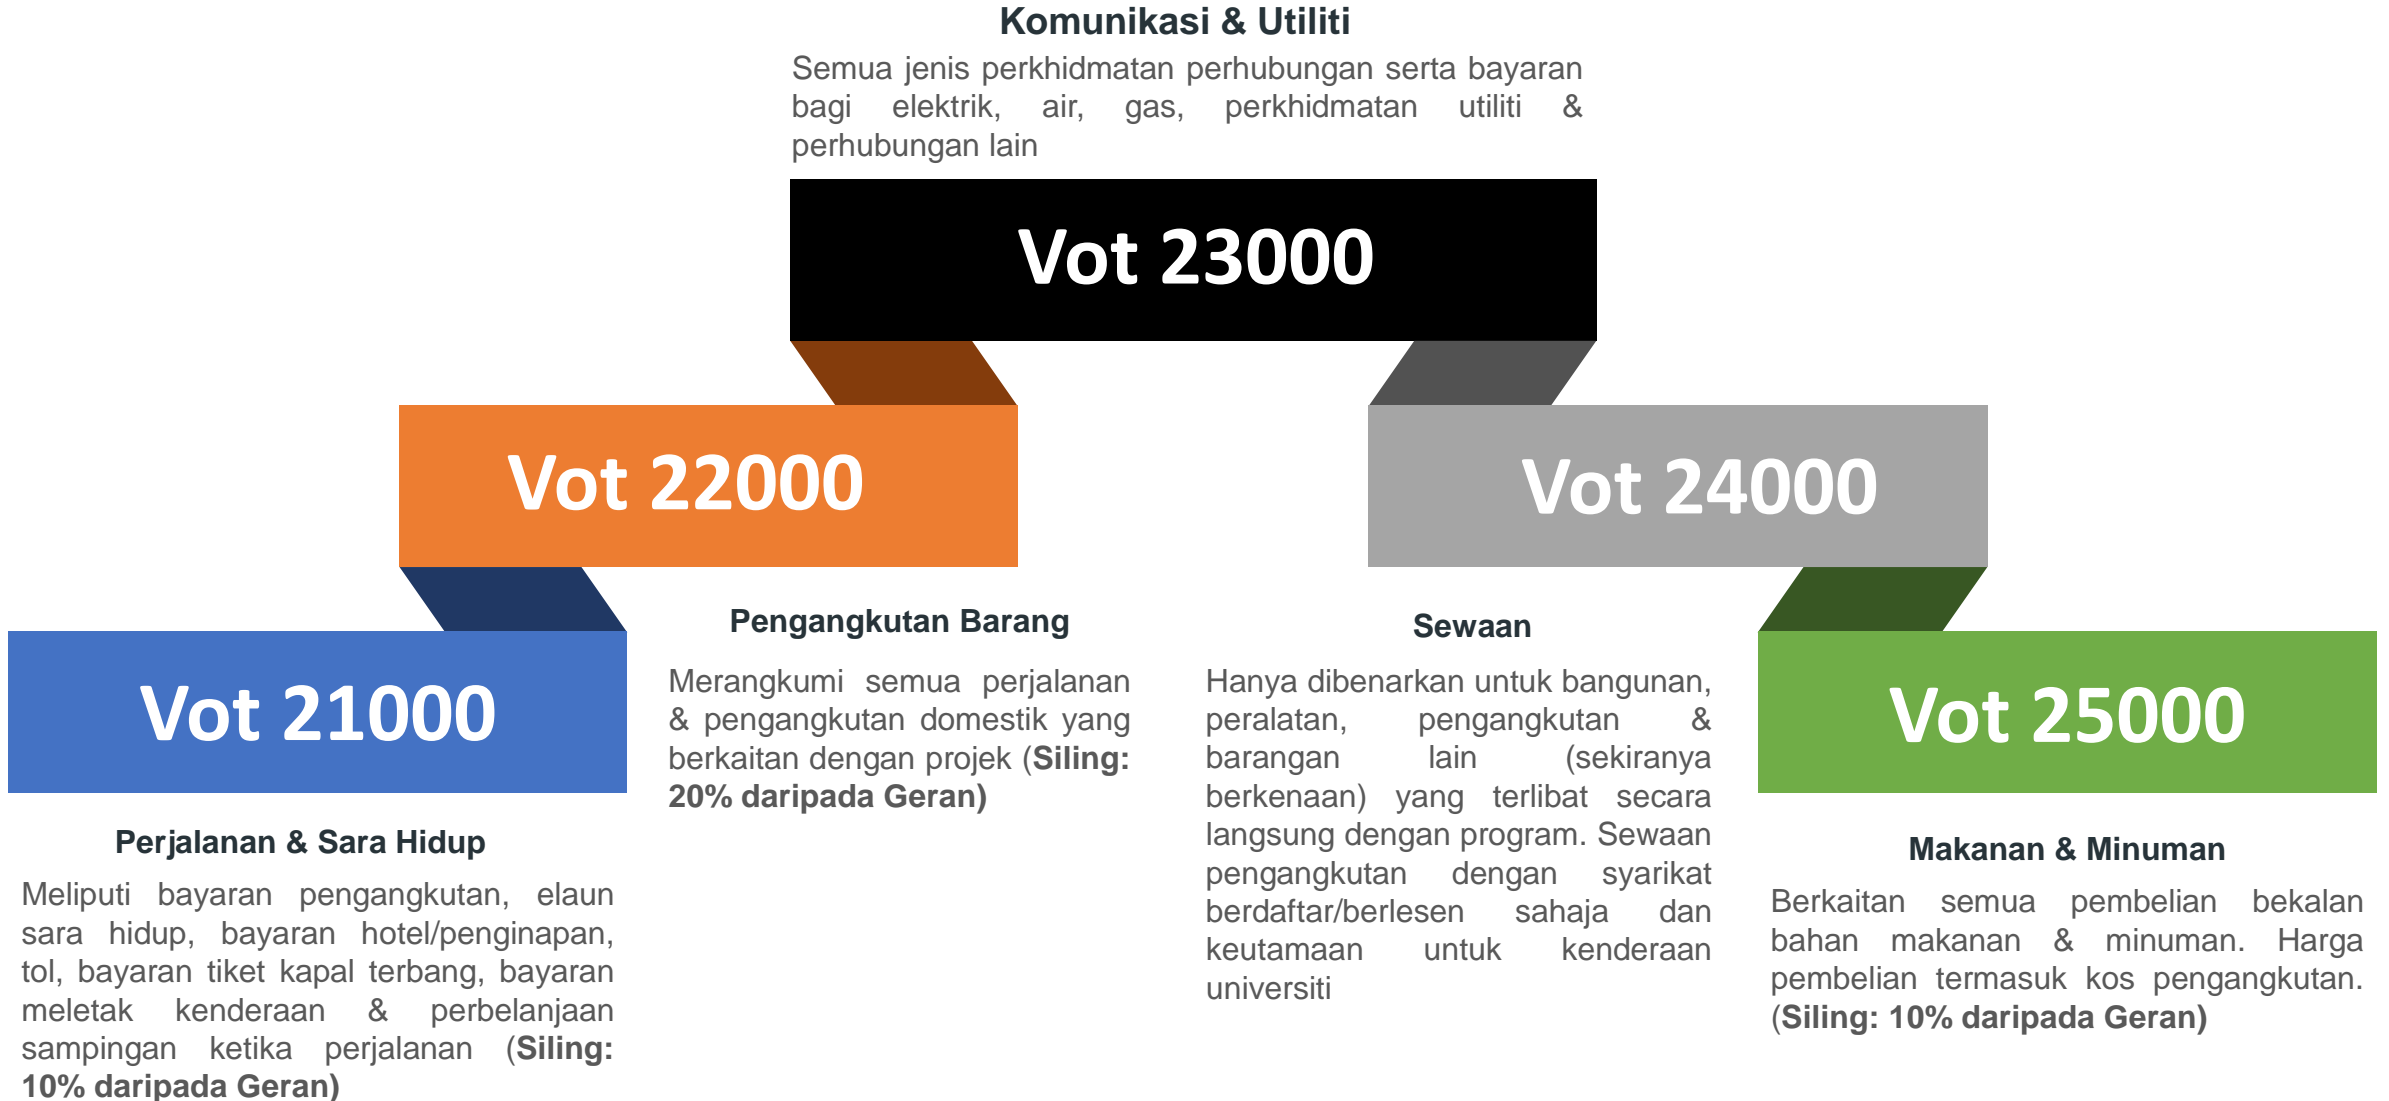 Komunikasi & Utiliti
Semua jenis perkhidmatan perhubungan serta bayaran
bagi elektrik, air, gas, perkhidmatan utiliti &
perhubungan lain
Vot 23000
Vot 22000
Vot 24000
Vot 21000
Pengangkutan Barang
Merangkumi semua perjalanan
& pengangkutan domestik yang
berkaitan dengan projek (Siling:
20% daripada Geran)
Sewaan
Hanya dibenarkan untuk bangunan,
peralatan, pengangkutan &
barangan lain (sekiranya
berkenaan) yang terlibat secara
langsung dengan program. Sewaan
pengangkutan dengan syarikat
berdaftar/berlesen sahaja dan
keutamaan untuk kenderaan
universiti
Vot 25000
Perjalanan & Sara Hidup
Meliputi bayaran pengangkutan, elaun
sara hidup, bayaran hotel/penginapan,
tol, bayaran tiket kapal terbang, bayaran
meletak kenderaan & perbelanjaan
sampingan ketika perjalanan (Siling:
10% daripada Geran)
Makanan & Minuman
Berkaitan semua pembelian bekalan
bahan makanan & minuman. Harga
pembelian termasuk kos pengangkutan.
(Siling: 10% daripada Geran)